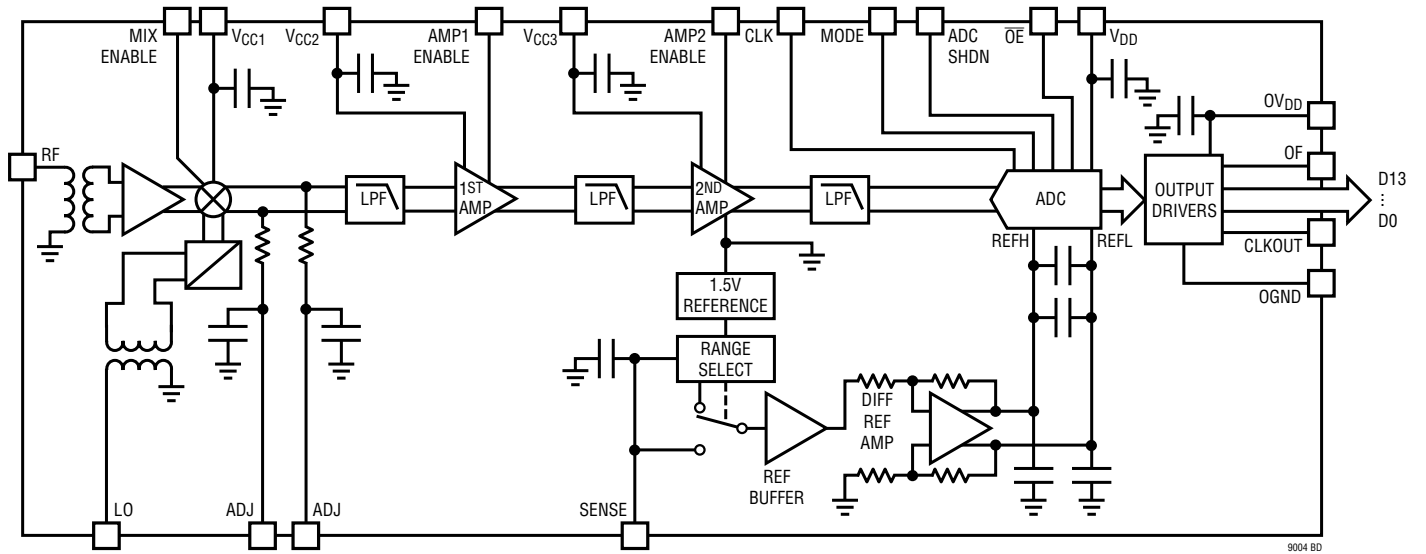 MIX
ENABLE
VCC1
VCC2
AMP1
ENABLE
VCC3
AMP2
ENABLE
CLK
MODE
ADC
SHDN
OE
VDD
OVDD
RF
OF
LPF
1ST
AMP
LPF
2ND
AMP
LPF
ADC
OUTPUT
DRIVERS
D13
⋮
D0
REFH
REFL
CLKOUT
1.5V
REFERENCE
OGND
RANGE
SELECT
DIFF
REF
AMP
REF
BUFFER
LO
ADJ
ADJ
SENSE
9004 BD